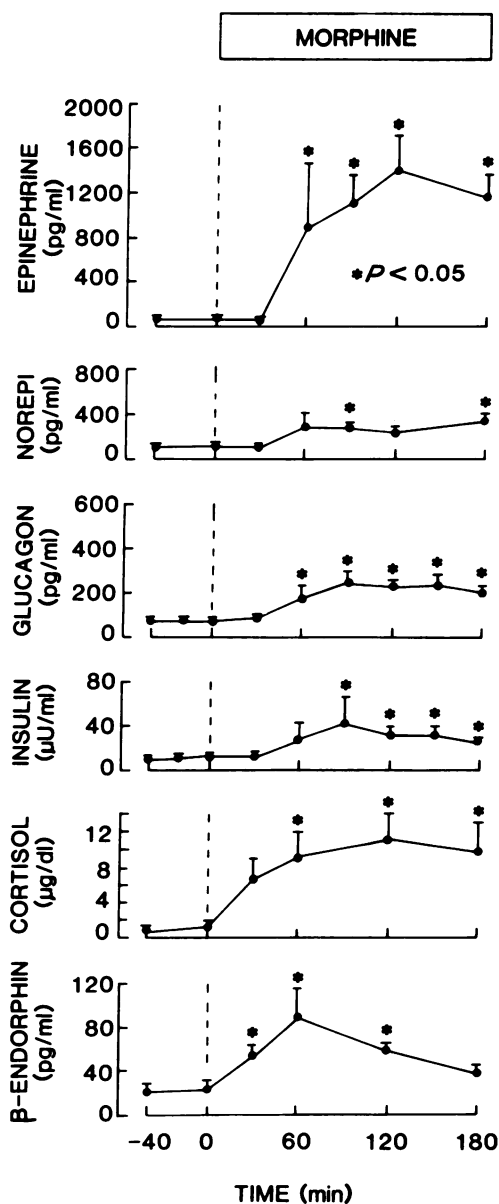 MORPHINE
EPINEPHRINE
(pg/ml)
2000
1600
1200
800
400
0
* * * *
*P < 0.05
NOREPI
(pg/ml)
800
400
0
* *
GLUCAGON
(pg/ml)
600
400
200
0
* * * * *
INSULIN
(µU/ml)
80
40
0
* * * *
CORTISOL
(µg/dl)
12
8
4
0
* * *
β-ENDORPHIN
(pg/ml)
120
80
40
0
* * *
-40 0 60 120 180
TIME (min)